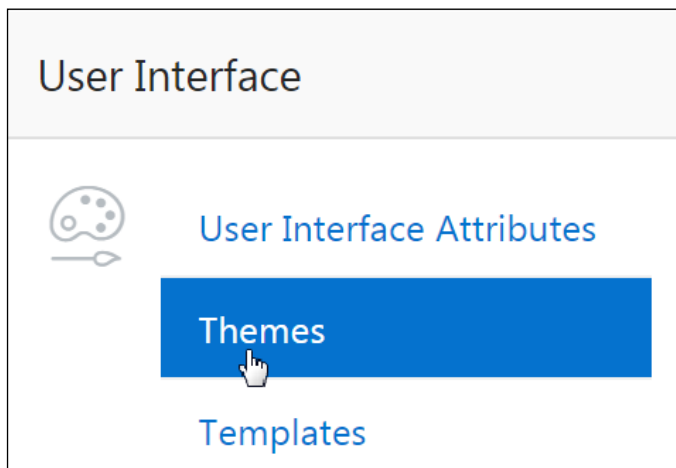 User Interface
User Interface Attributes
Themes
Templates